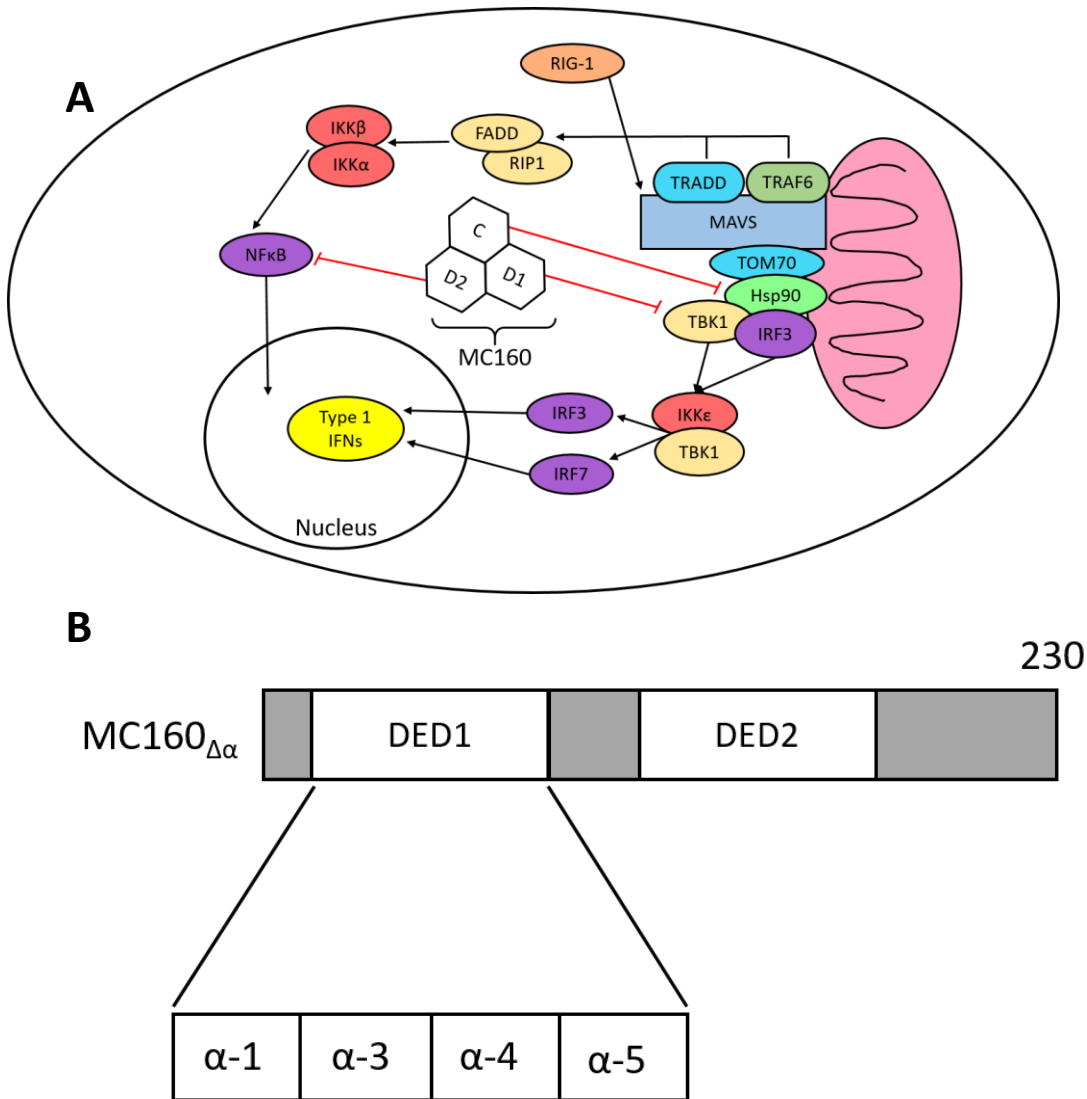 A
RIG-1
IKKβ
IKKα
FADD
RIP1
TRADD
TRAF6
MAVS
C
D2
D1
MC160
NFκB
TOM70
Hsp90
TBK1
IRF3
Type 1
IFNs
IRF3
IRF7
IKKε
TBK1
Nucleus
B
230
MC160Δα
DED1
DED2
α-1
α-3
α-4
α-5